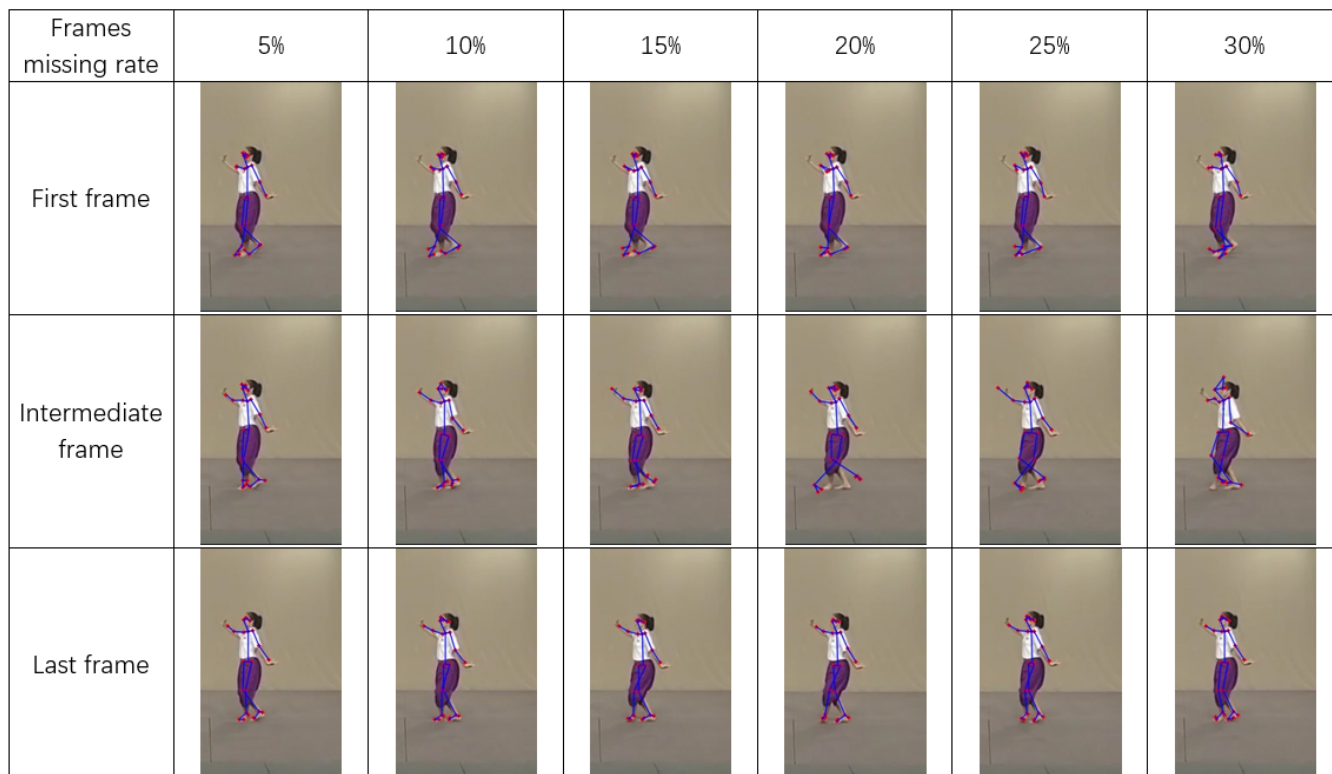 Frames
missing rate
5%
10%
15%
20%
25%
30%
First frame
Intermediate
frame
Last frame